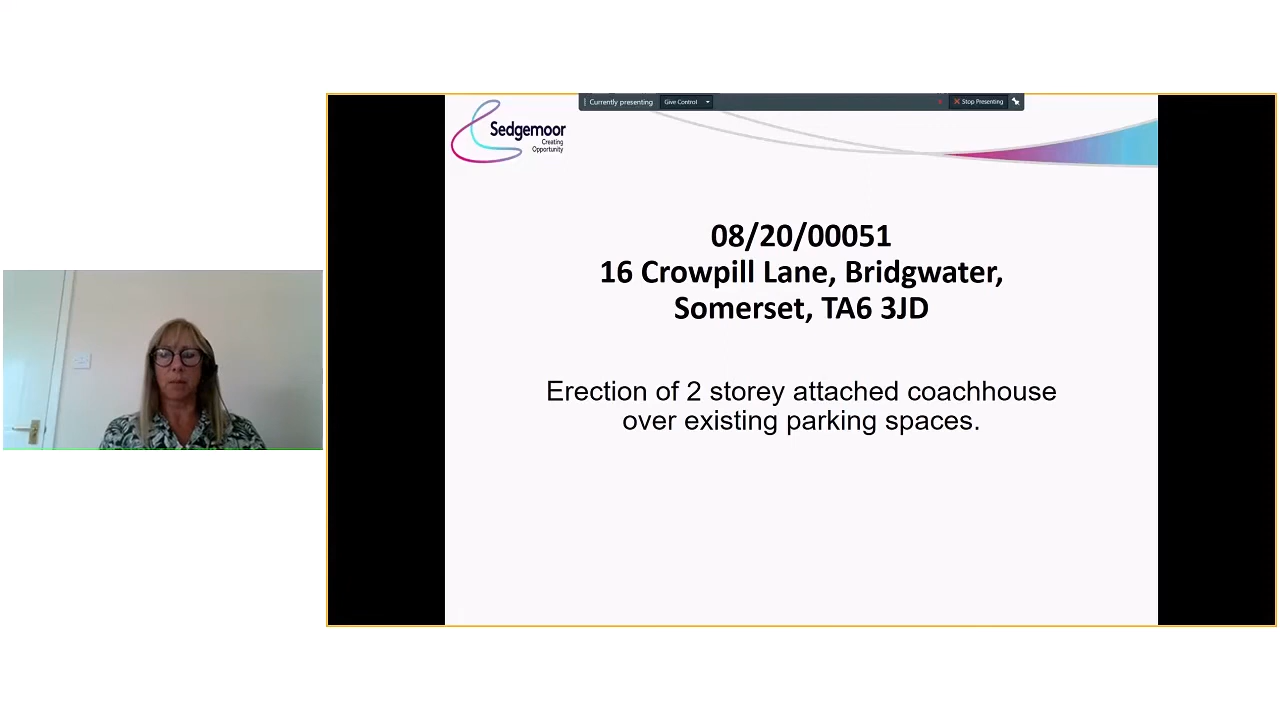 Currently presenting
Give Control
Stop Presenting
Sedgemoor
Creating
Opportunity
08/20/00051
16 Crowpill Lane, Bridgwater,
Somerset, TA6 3JD
Erection of 2 storey attached coachhouse
over existing parking spaces.